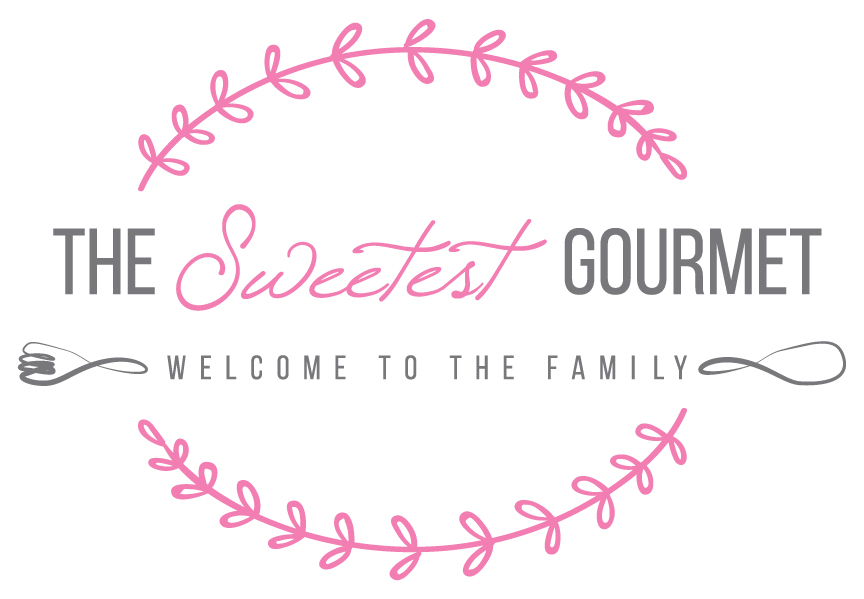 THE Sweetest GOURMET
WELCOME TO THE FAMILY